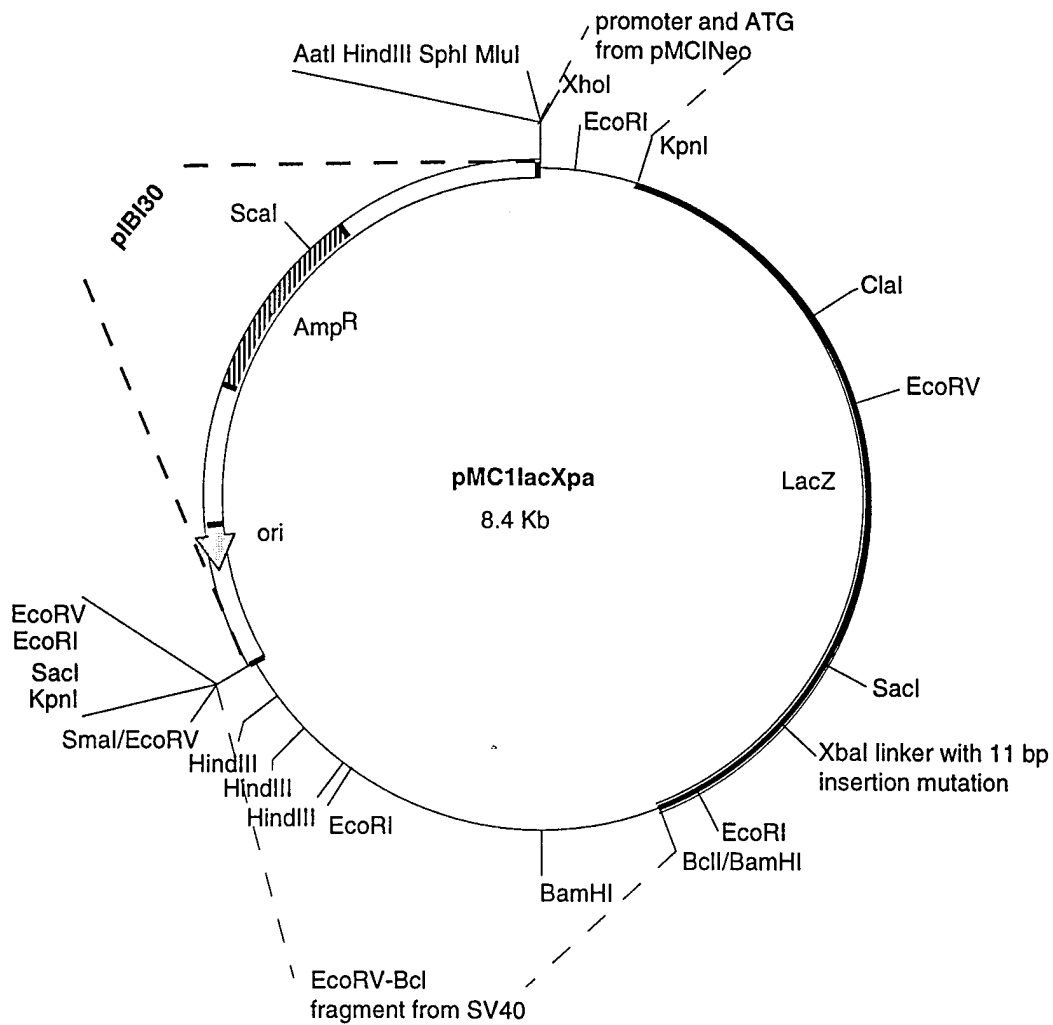 promoter and ATG
from pMCINeo
AatI HindIII SphI MluI
XhoI
EcoRI
KpnI
pIBI30
ScaI
AmpR
ClaI
EcoRV
pMC1lacXpa
8.4 Kb
LacZ
ori
EcoRV
EcoRI
SacI
KpnI
SmaI/EcoRV
HindIII
HindIII
HindIII
EcoRI
SacI
XbaI linker with 11 bp
insertion mutation
EcoRI
BclI/BamHI
BamHI
EcoRV-BcI
fragment from SV40